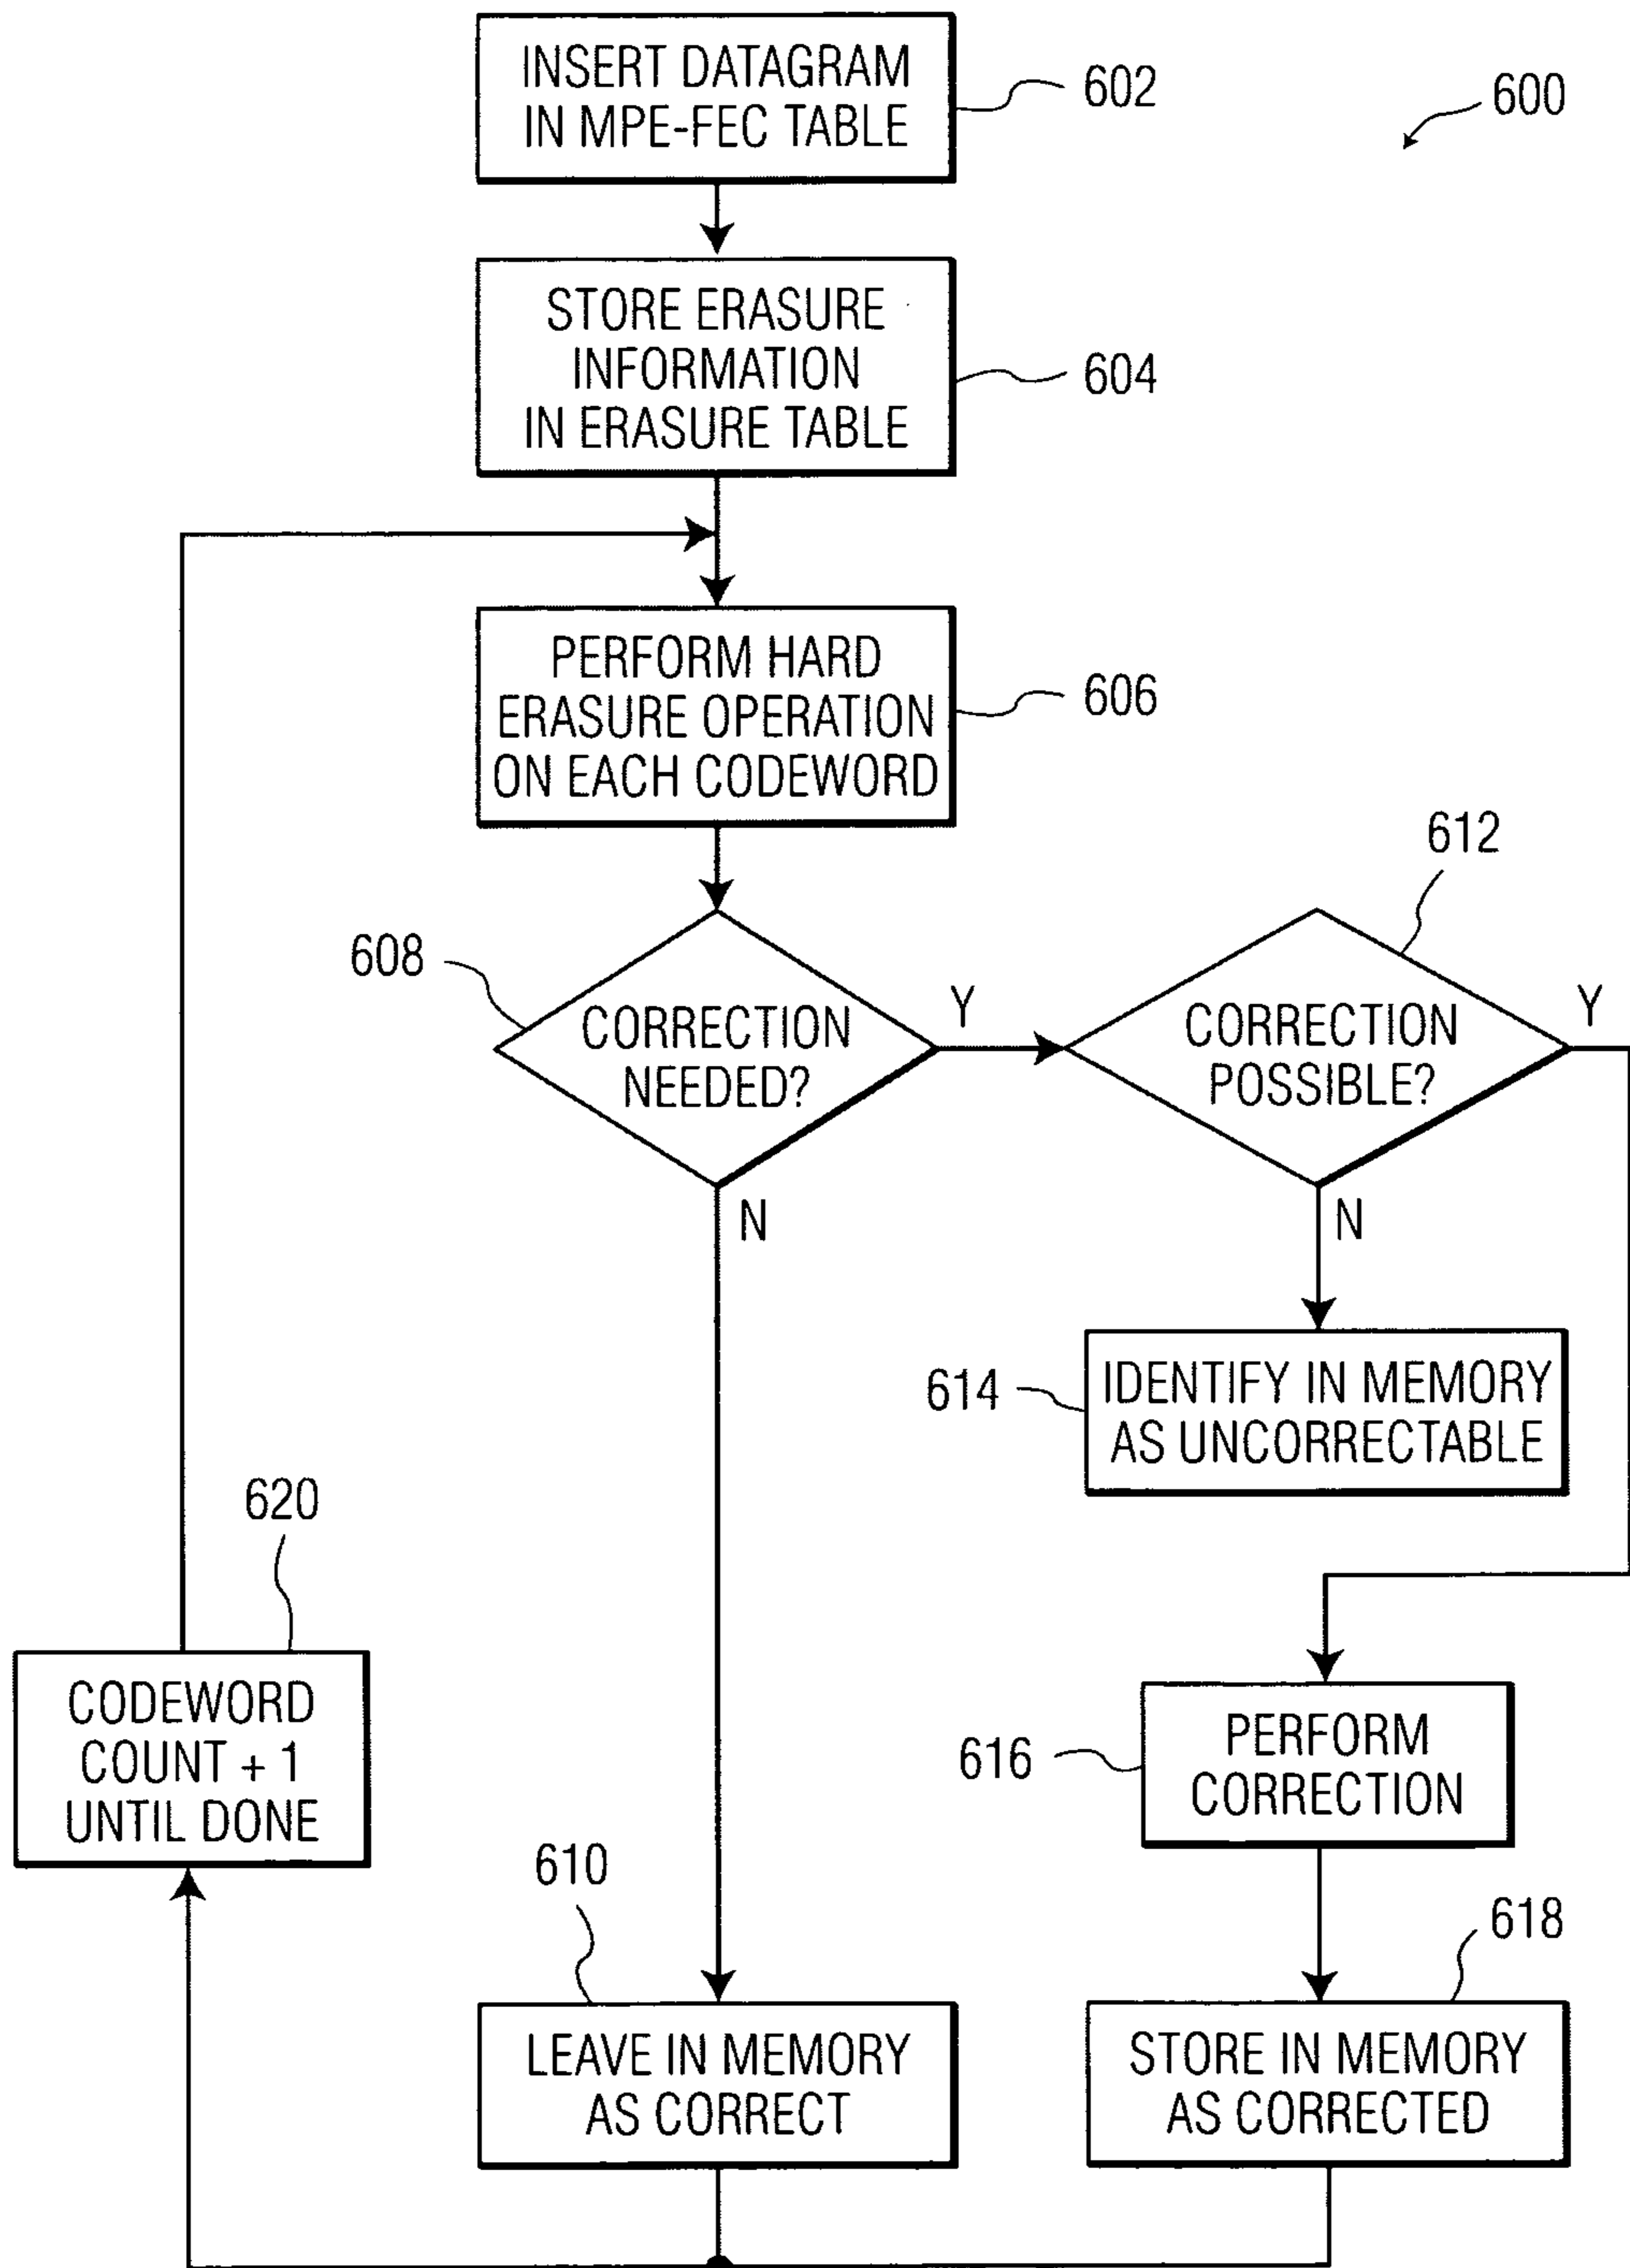 INSERT DATAGRAM
IN MPE-FEC TABLE
602
600
STORE ERASURE
INFORMATION
IN ERASURE TABLE
604
PERFORM HARD
ERASURE OPERATION
ON EACH CODEWORD
606
612
608
CORRECTION
NEEDED?
Y
N
CORRECTION
POSSIBLE?
Y
N
614
IDENTIFY IN MEMORY
AS UNCORRECTABLE
620
CODEWORD
COUNT + 1
UNTIL DONE
616
PERFORM
CORRECTION
610
LEAVE IN MEMORY
AS CORRECT
618
STORE IN MEMORY
AS CORRECTED